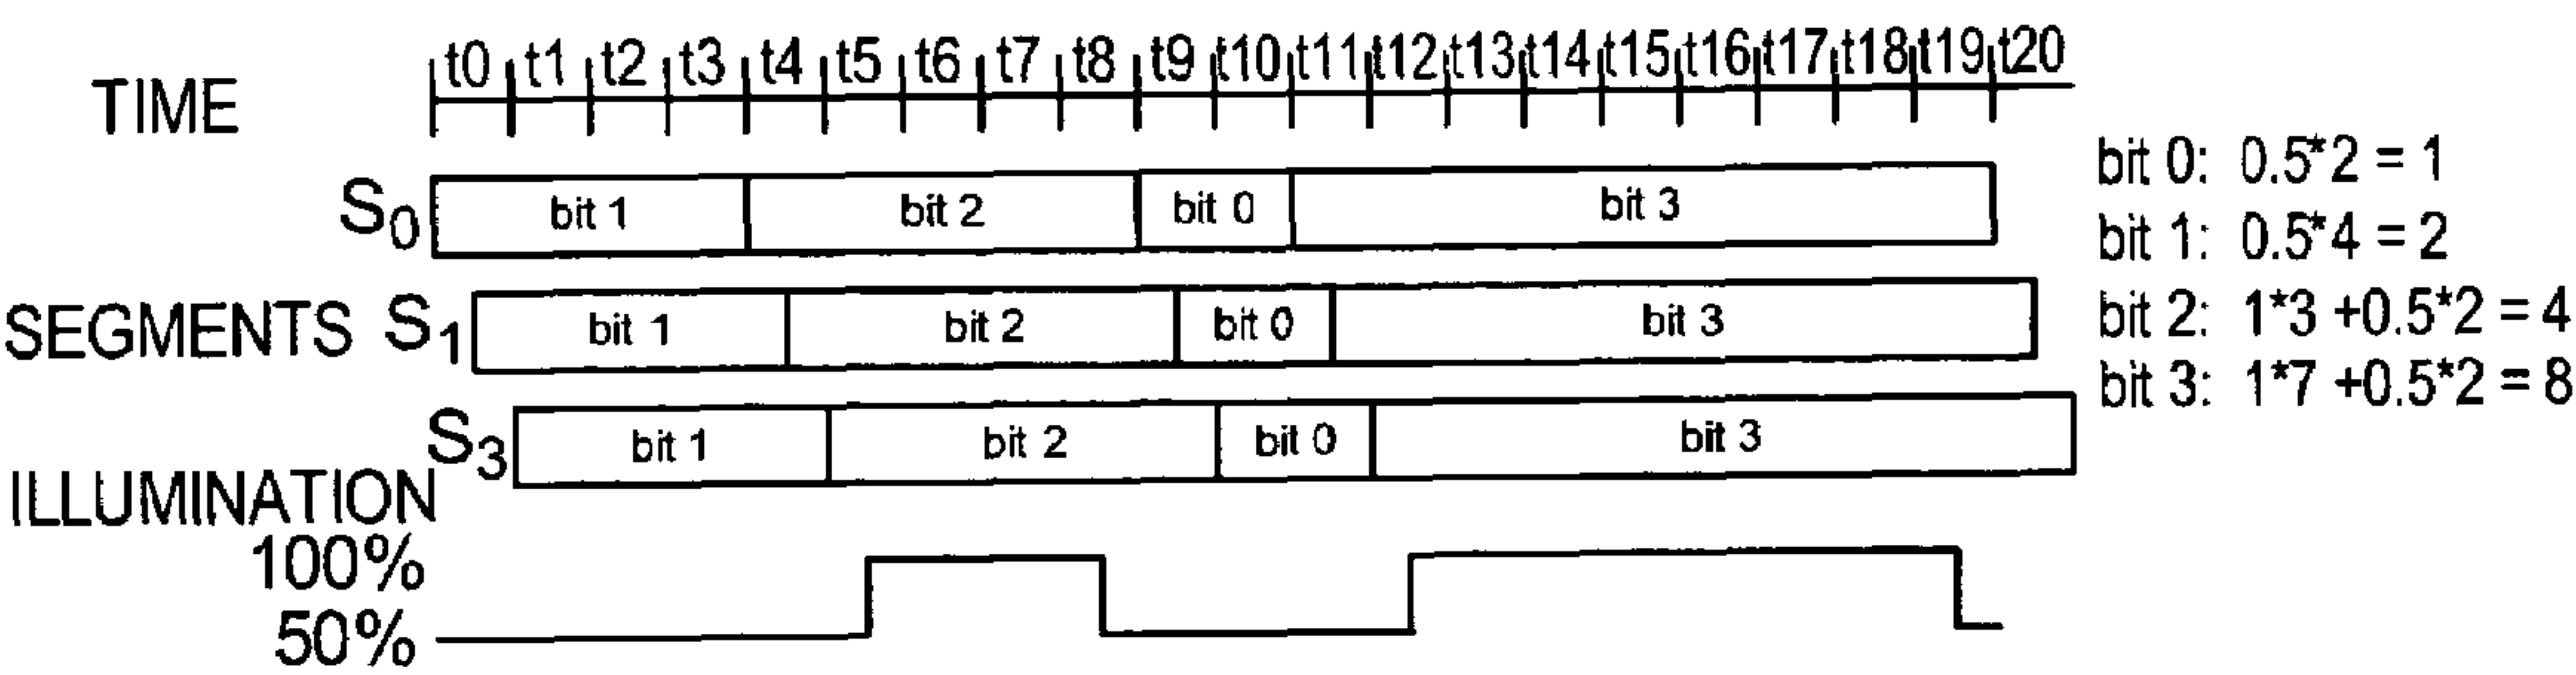 TIME t0 t1 t2 t3 t4 t5 t6 t7 t8 t9 t10 t11 t12 t13 t14 t15 t16 t17 t18 t19 t20
S0 bit 1 bit 2 bit 0 bit 3
SEGMENTS S1 bit 1 bit 2 bit 0 bit 3
S3 bit 1 bit 2 bit 0 bit 3
ILLUMINATION
100%
50%
bit 0: 0.5*2 = 1
bit 1: 0.5*4 = 2
bit 2: 1*3 +0.5*2 = 4
bit 3: 1*7 +0.5*2 = 8